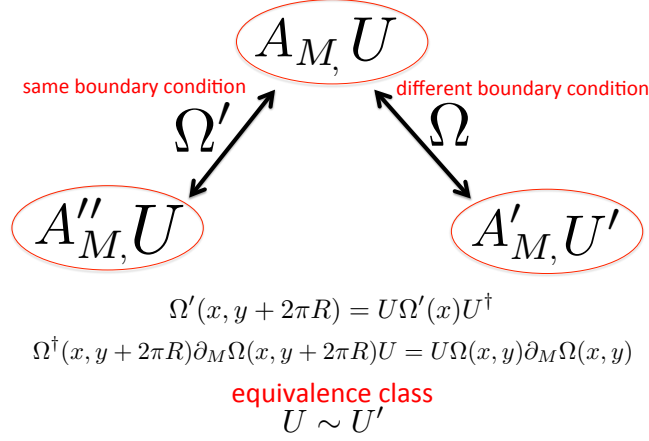 A_M, U
same boundary condition
different boundary condition
Ω′
Ω
A″_M, U
A′_M, U′
Ω′(x, y + 2πR) = UΩ′(x)U†
Ω†(x, y + 2πR)∂_MΩ(x, y + 2πR)U = UΩ(x, y)∂_MΩ(x, y)
equivalence class
U ∼ U′